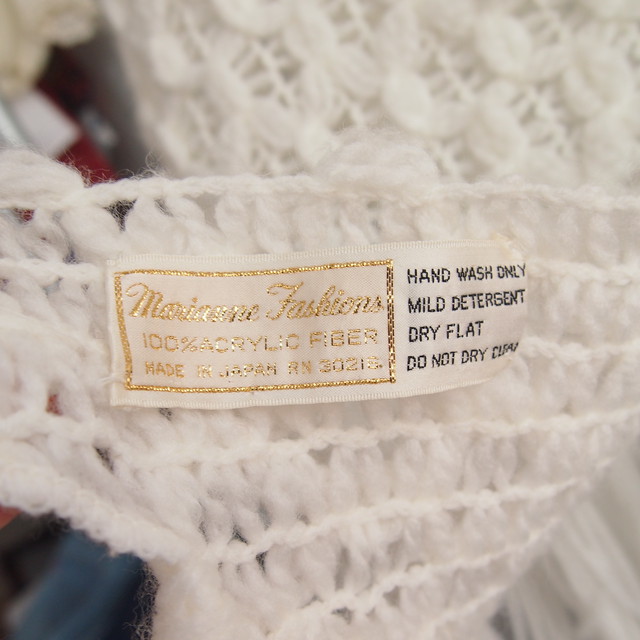 Marianne Fashions
100% ACRYLIC FIBER
MADE IN JAPAN RN
HAND WASH ONLY
MILD DETERGENT
DRY FLAT
DO NOT DRY CLEAN